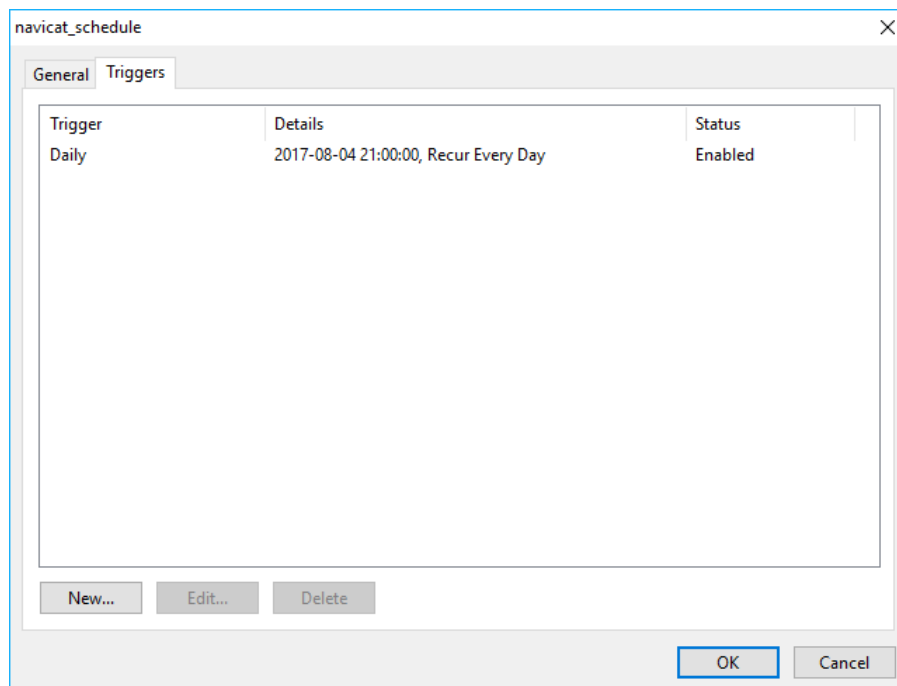 navicat_schedule
General Triggers
Trigger Details Status
Daily 2017-08-04 21:00:00, Recur Every Day Enabled
New... Edit... Delete
OK Cancel